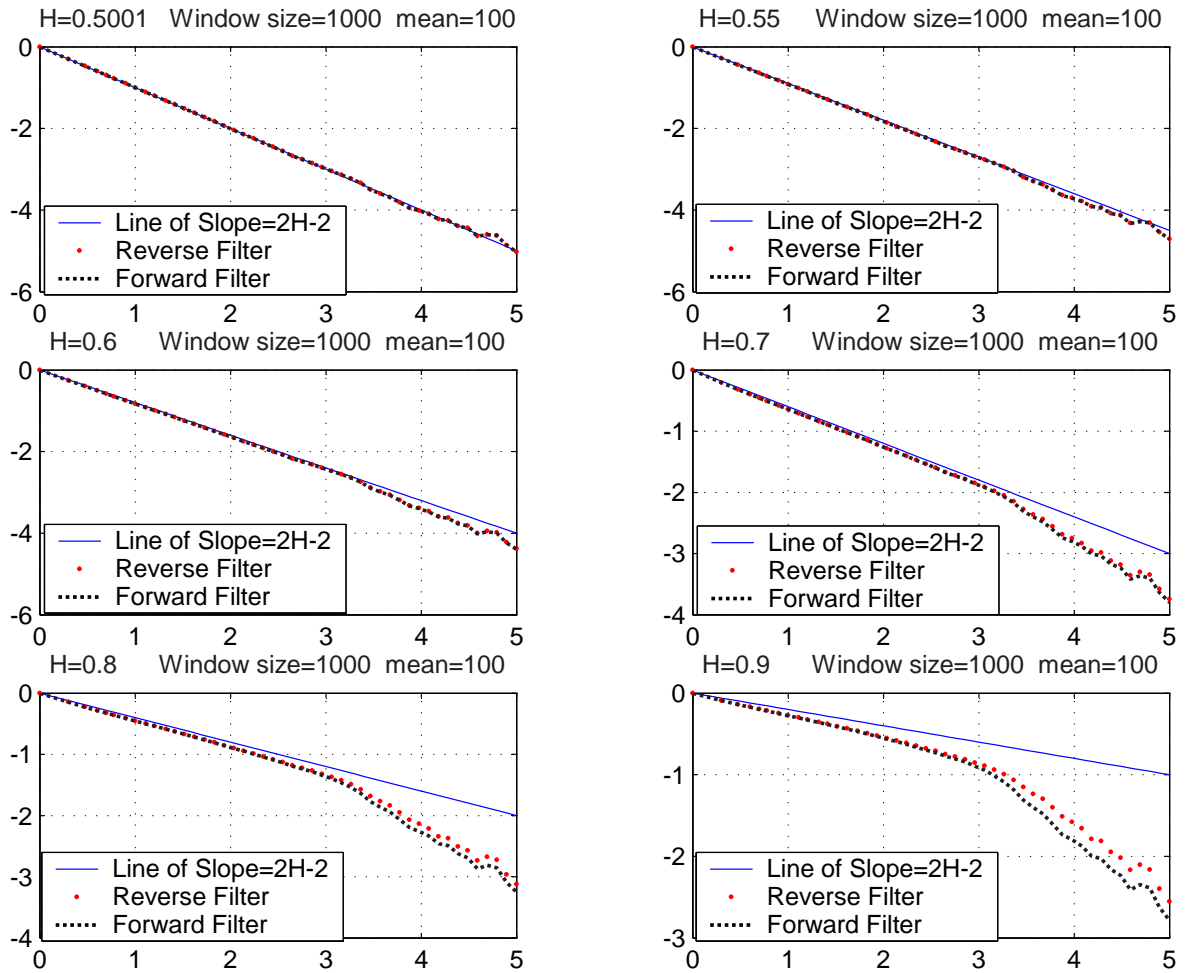 H=0.5001 Window size=1000 mean=100
0
-2
-4
-6
Line of Slope=2H-2
Reverse Filter
Forward Filter
0 1 2 3 4 5
H=0.55 Window size=1000 mean=100
0
-2
-4
-6
Line of Slope=2H-2
Reverse Filter
Forward Filter
0 1 2 3 4 5
H=0.6 Window size=1000 mean=100
0
-2
-4
-6
Line of Slope=2H-2
Reverse Filter
Forward Filter
0 1 2 3 4 5
H=0.7 Window size=1000 mean=100
0
-1
-2
-3
-4
Line of Slope=2H-2
Reverse Filter
Forward Filter
0 1 2 3 4 5
H=0.8 Window size=1000 mean=100
0
-1
-2
-3
-4
Line of Slope=2H-2
Reverse Filter
Forward Filter
0 1 2 3 4 5
H=0.9 Window size=1000 mean=100
0
-1
-2
-3
Line of Slope=2H-2
Reverse Filter
Forward Filter
0 1 2 3 4 5